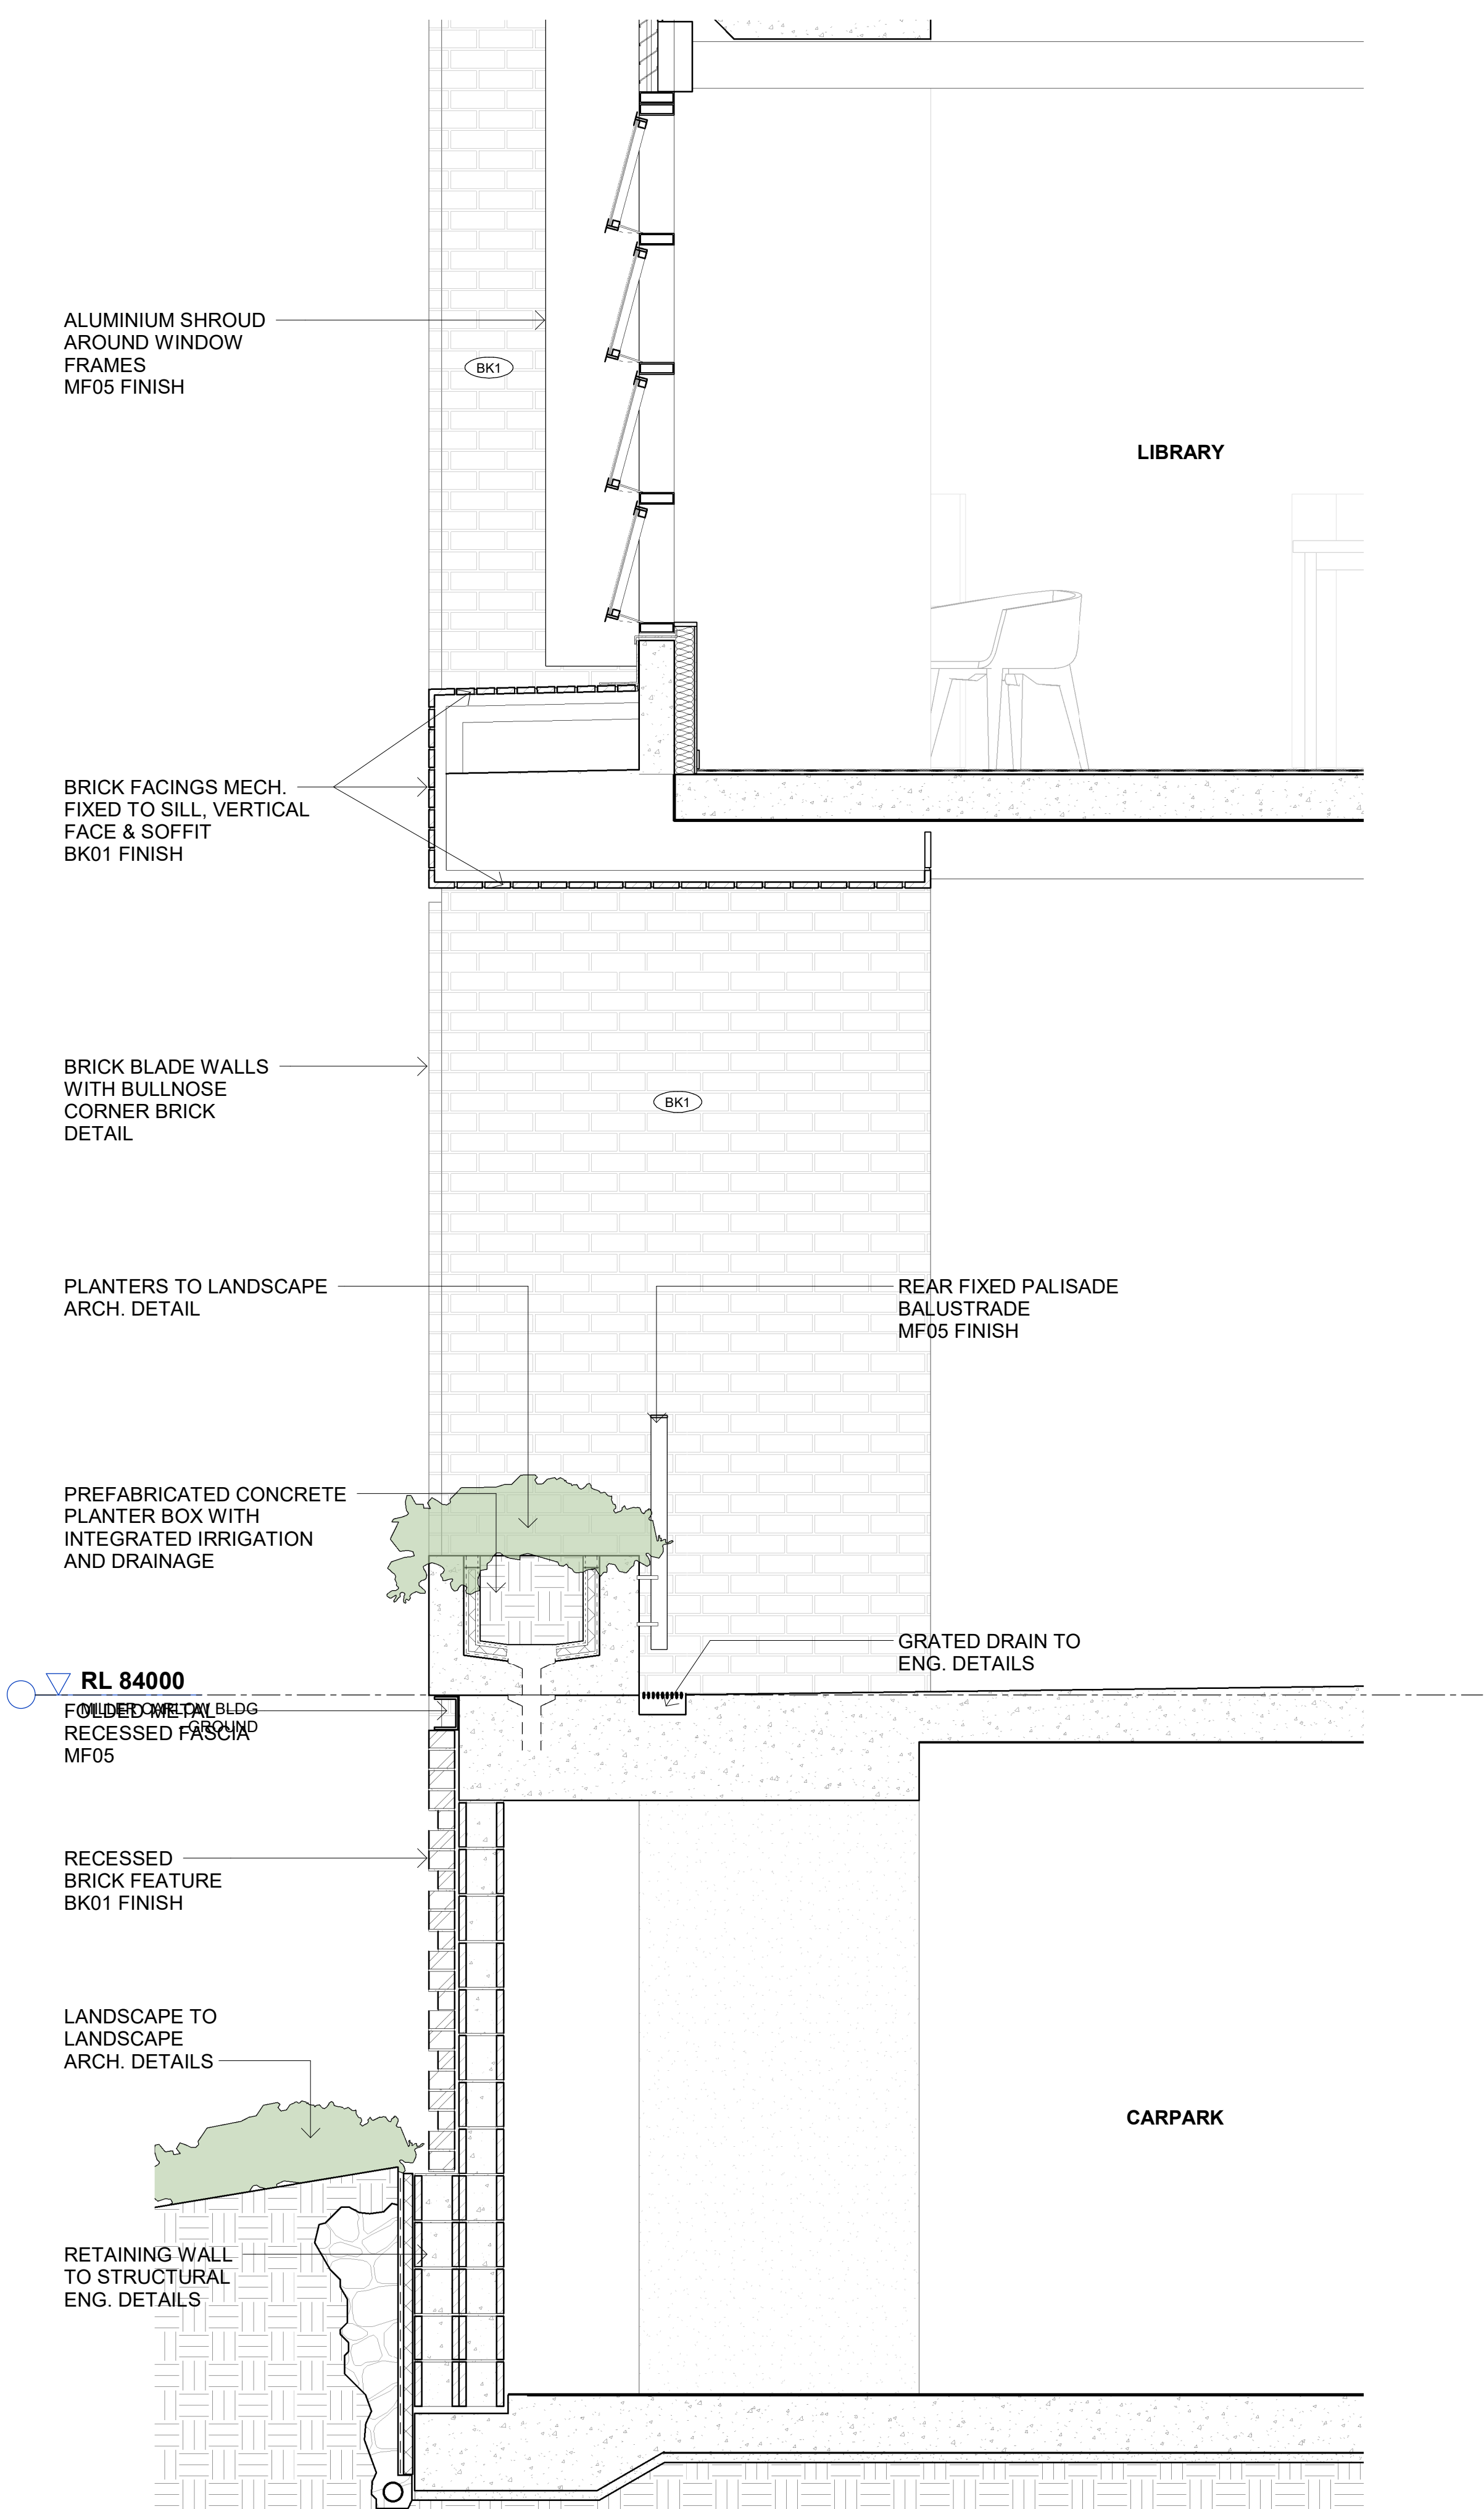 ALUMINIUM SHROUD
AROUND WINDOW
FRAMES
MF05 FINISH
BK1
LIBRARY
BRICK FACINGS MECH.
FIXED TO SILL, VERTICAL
FACE & SOFFIT
BK01 FINISH
BRICK BLADE WALLS
WITH BULLNOSE
CORNER BRICK
DETAIL
BK1
PLANTERS TO LANDSCAPE
ARCH. DETAIL
REAR FIXED PALISADE
BALUSTRADE
MF05 FINISH
PREFABRICATED CONCRETE
PLANTER BOX WITH
INTEGRATED IRRIGATION
AND DRAINAGE
GRATED DRAIN TO
ENG. DETAILS
RL 84000
MILLER CARLOW BLDG
GROUND
FOLDED METAL
RECESSED FASCIA
MF05
RECESSED
BRICK FEATURE
BK01 FINISH
LANDSCAPE TO
LANDSCAPE
ARCH. DETAILS
CARPARK
RETAINING WALL
TO STRUCTURAL
ENG. DETAILS